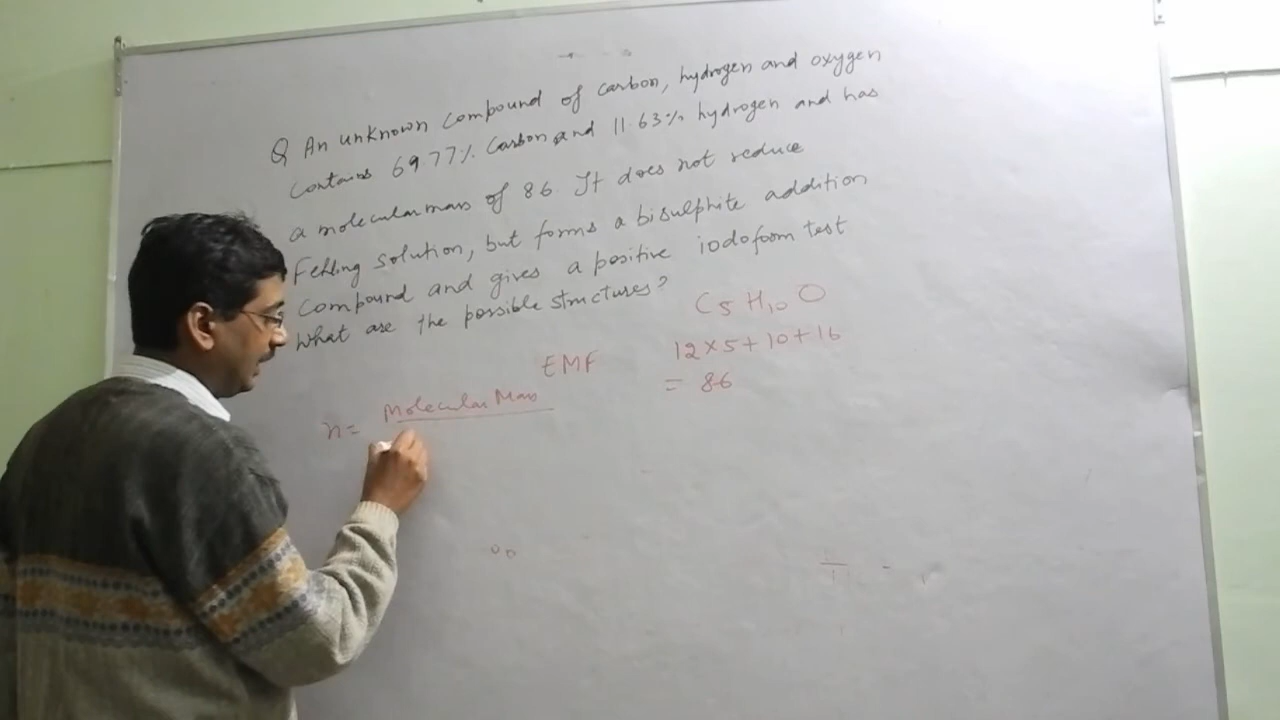 Q An unknown compound of carbon, hydrogen and oxygen
contains 69.77% carbon and 11.63% hydrogen and has
a molecular mass of 86. It does not reduce
Fehling solution, but forms a bisulphite addition
compound and gives a positive iodoform test
What are the possible structures?
C5H10O
EMF
12×5+10+16
= 86
n = Molecular Mass